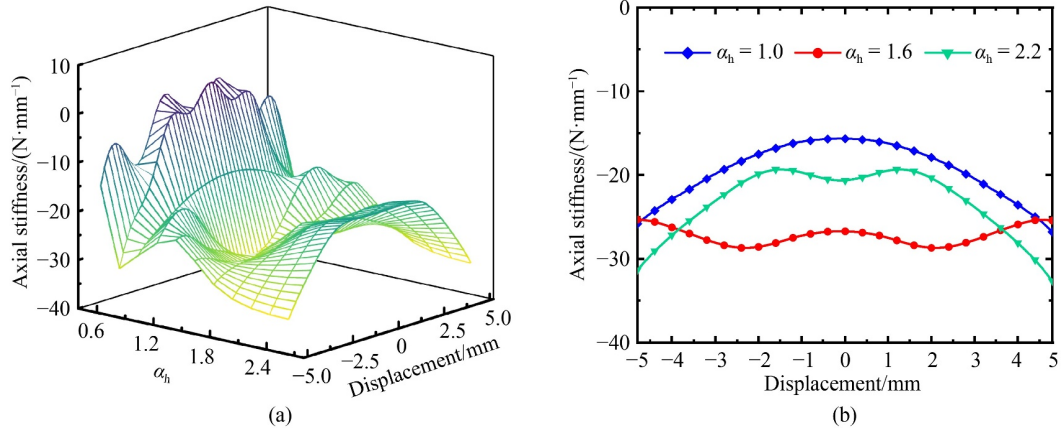 10
0
−10
−20
−30
−40
Axial stiffness/(N·mm⁻¹)
0.6
1.2
1.8
2.4
αh
−5.0
−2.5
0
2.5
5.0
Displacement/mm
(a)
0
−10
−20
−30
−40
Axial stiffness/(N·mm⁻¹)
αh = 1.0 αh = 1.6 αh = 2.2
−5 −4 −3 −2 −1 0 1 2 3 4 5
Displacement/mm
(b)